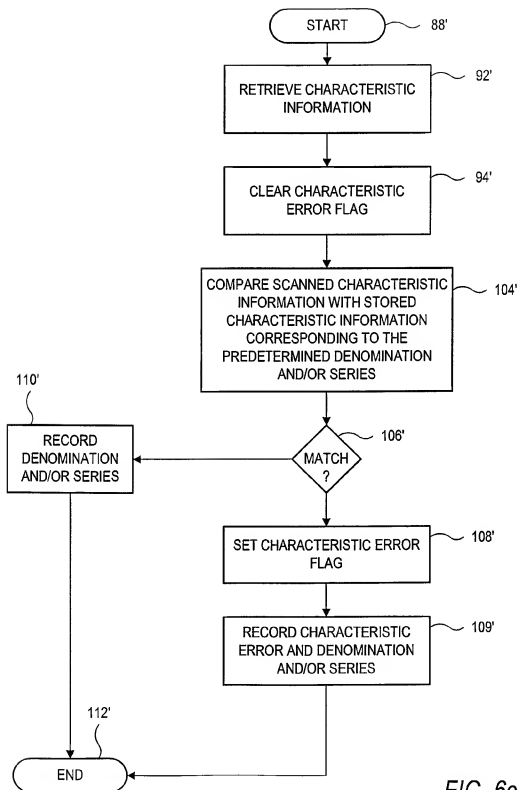 START
88'
RETRIEVE CHARACTERISTIC
INFORMATION
92'
CLEAR CHARACTERISTIC
ERROR FLAG
94'
COMPARE SCANNED CHARACTERISTIC
INFORMATION WITH STORED
CHARACTERISTIC INFORMATION
CORRESPONDING TO THE
PREDETERMINED DENOMINATION
AND/OR SERIES
104'
110'
RECORD
DENOMINATION
AND/OR SERIES
106'
MATCH
?
SET CHARACTERISTIC ERROR
FLAG
108'
RECORD CHARACTERISTIC
ERROR AND DENOMINATION
AND/OR SERIES
109'
112'
END